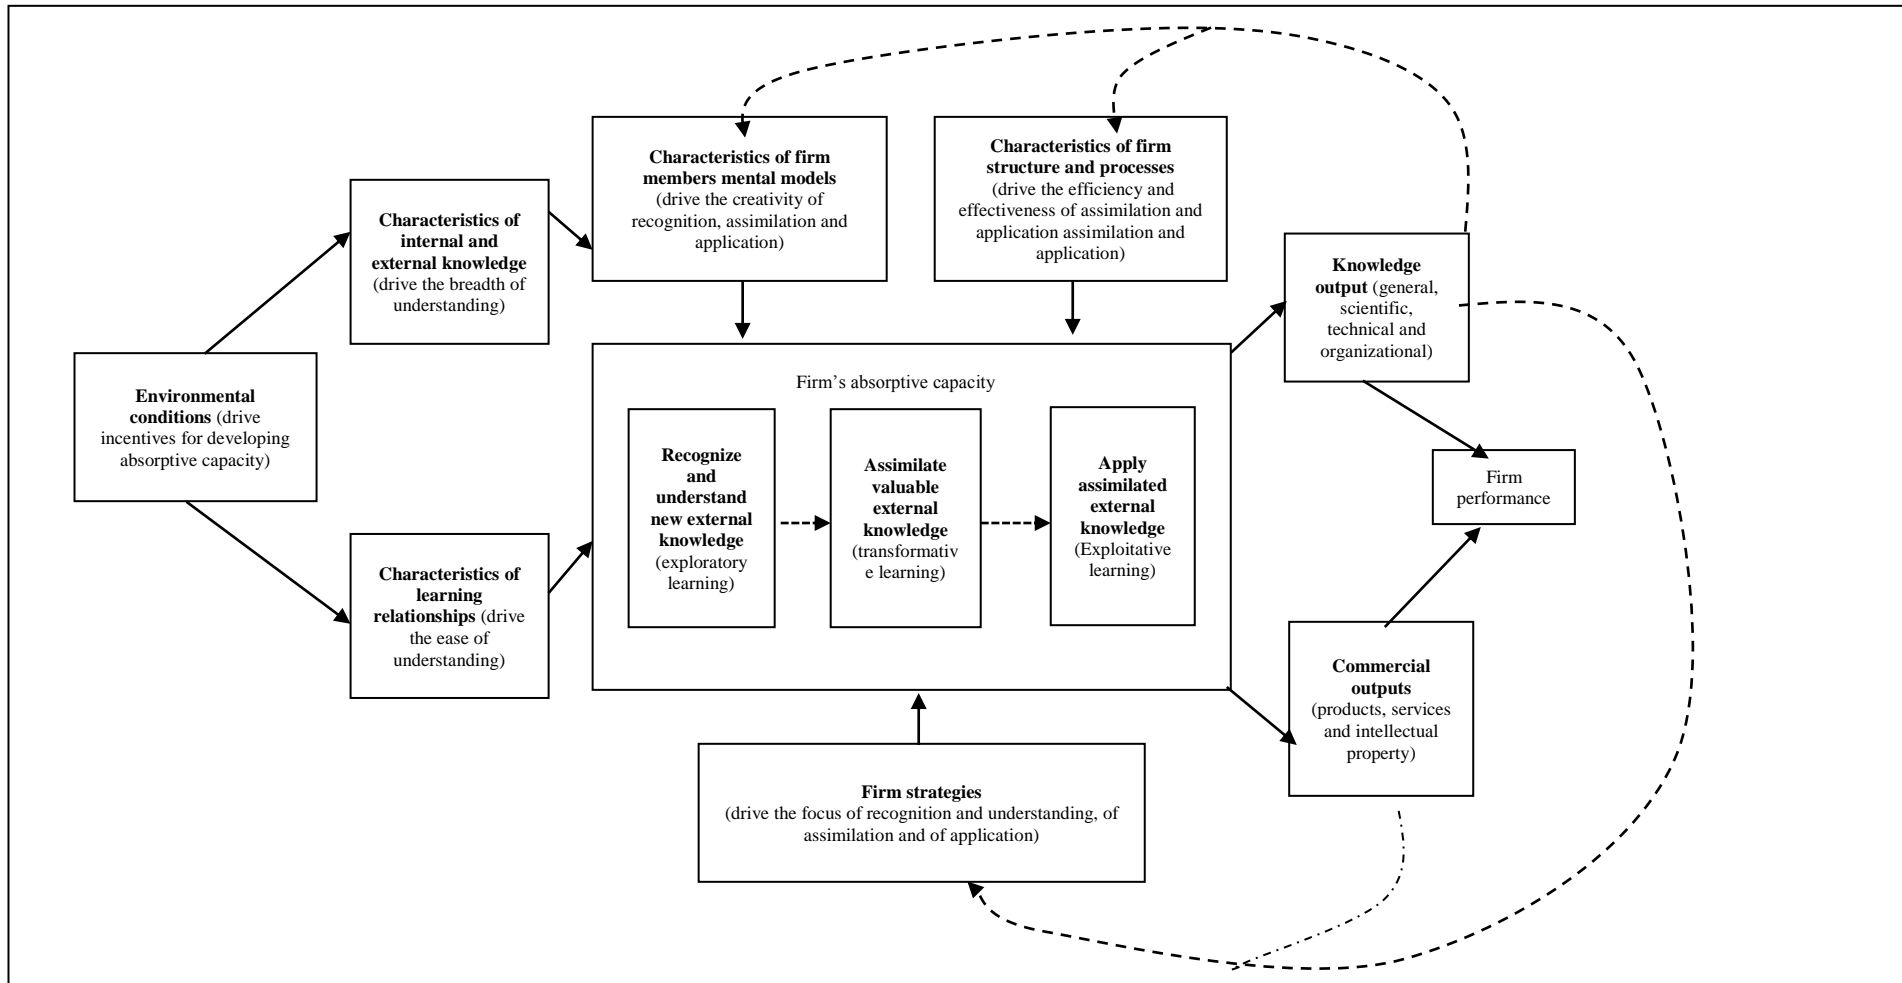 Characteristics of firm
members mental models
(drive the creativity of
recognition, assimilation and
application)
Characteristics of firm
structure and processes
(drive the efficiency and
effectiveness of assimilation and
application assimilation and
application)
Characteristics of
internal and
external knowledge
(drive the breadth of
understanding)
Knowledge
output (general,
scientific,
technical and
organizational)
Environmental
conditions (drive
incentives for developing
absorptive capacity)
Firm's absorptive capacity
Recognize
and
understand
new external
knowledge
(exploratory
learning)
Assimilate
valuable
external
knowledge
(transformativ
e learning)
Apply
assimilated
external
knowledge
(Exploitative
learning)
Firm
performance
Characteristics of
learning
relationships (drive
the ease of
understanding)
Commercial
outputs
(products, services
and intellectual
property)
Firm strategies
(drive the focus of recognition and understanding, of
assimilation and of application)